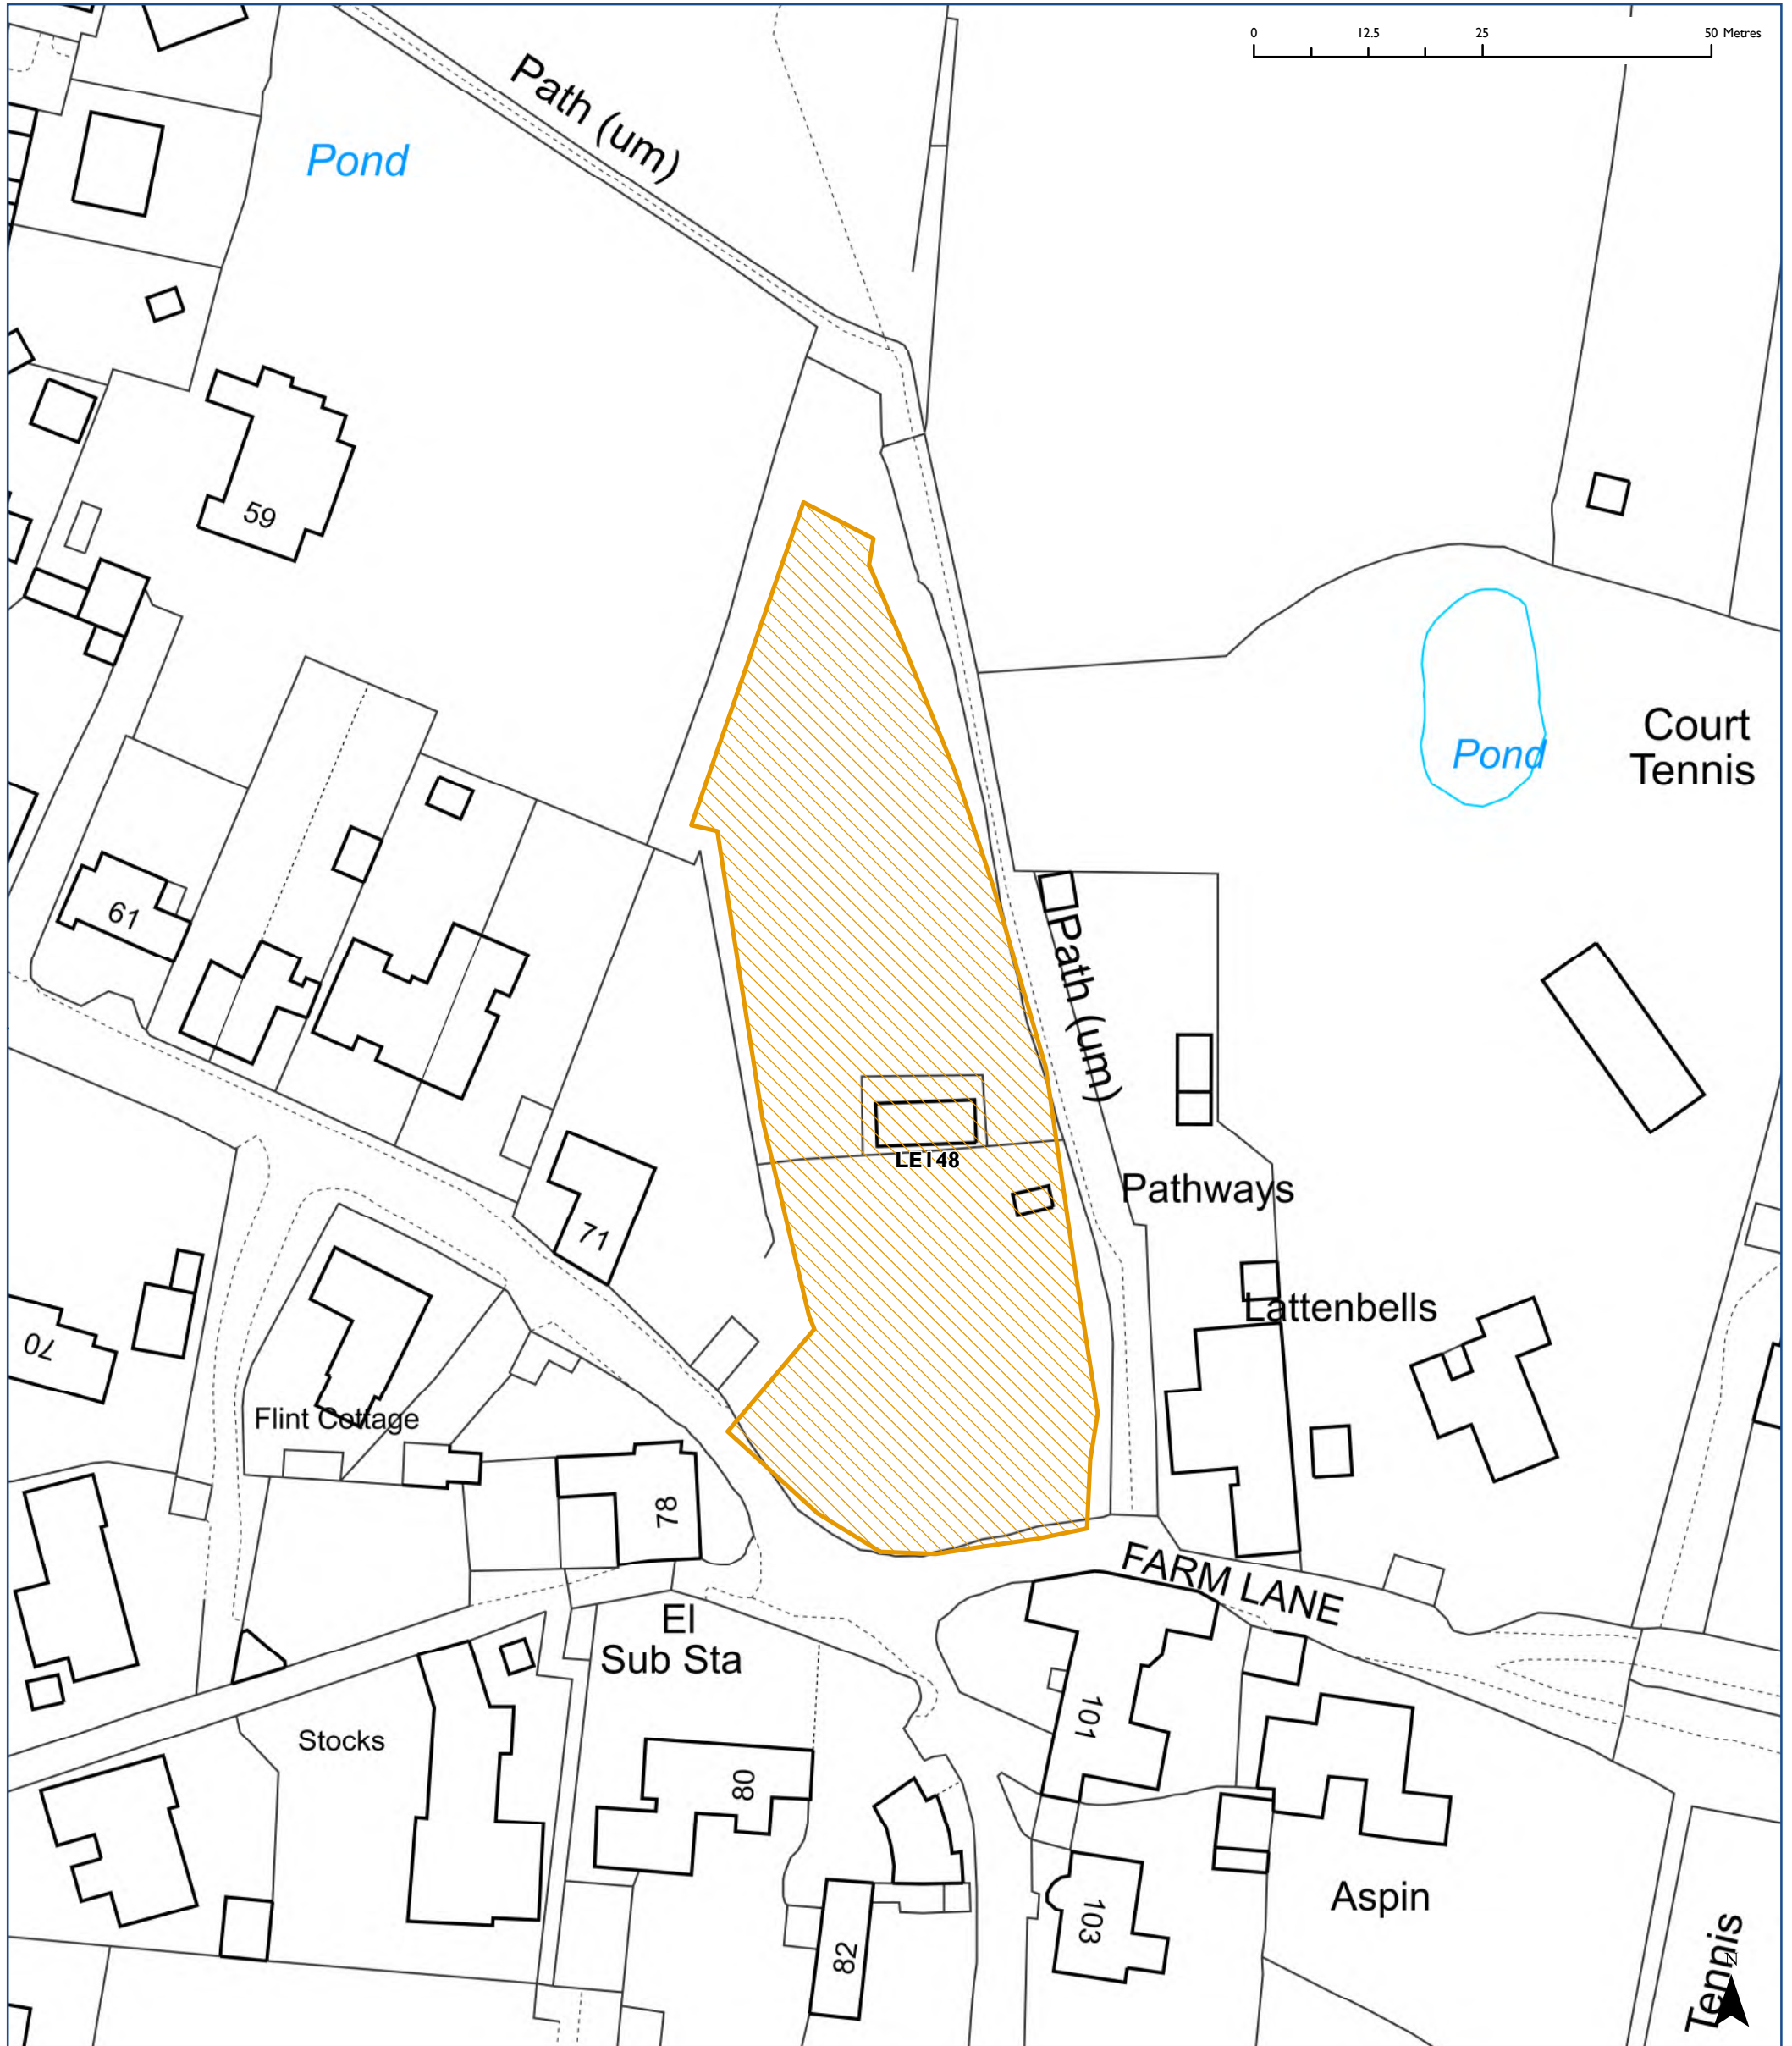 0 12.5 25 50 Metres
Path (um)
Pond
59
Court
Tennis
Pond
61
Path (um)
LE148
Pathways
71
Lattenbells
70
Flint Cottage
78
FARM LANE
El
Sub Sta
101
Stocks
80
Aspin
103
82
Tennis
N